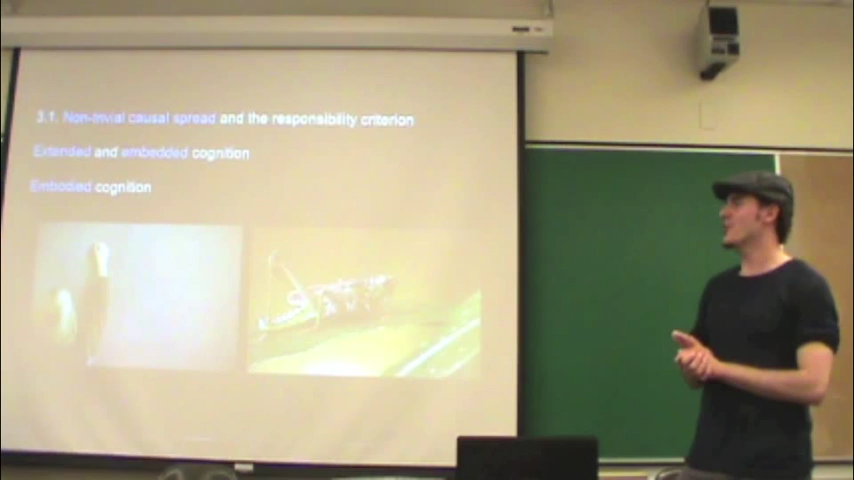 3.1. Non-trivial causal spread and the responsibility criterion
Extended and embedded cognition
Embodied cognition